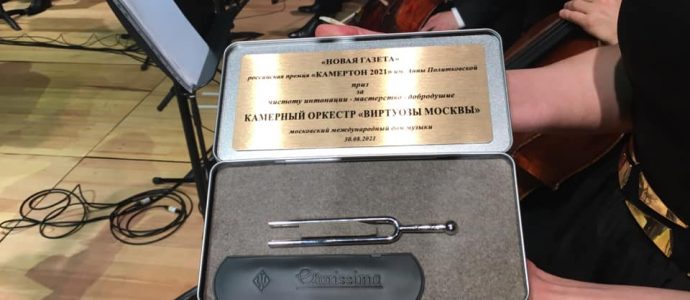 «НОВАЯ ГАЗЕТА»
российская премия «КАМЕРТОН 2021» им. Анны Политковской
приз
за
чистоту интонации - мастерство - добродушие
КАМЕРНЫЙ ОРКЕСТР «ВИРТУОЗЫ МОСКВЫ»
московский международный дом музыки
30.08.2021